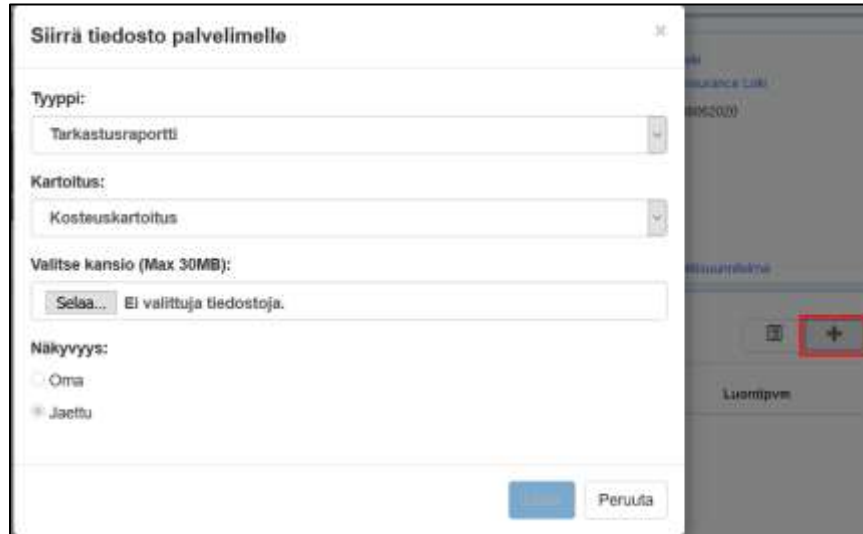 Siirrä tiedosto palvelimelle
×
Tyyppi:
Tarkastusraportti
Kartoitus:
Kosteuskartoitus
Valitse kansio (Max 30MB):
Selaa... Ei valittuja tiedostoja.
Näkyvyys:
Oma
Jaettu
Peruuta
Luontipvm